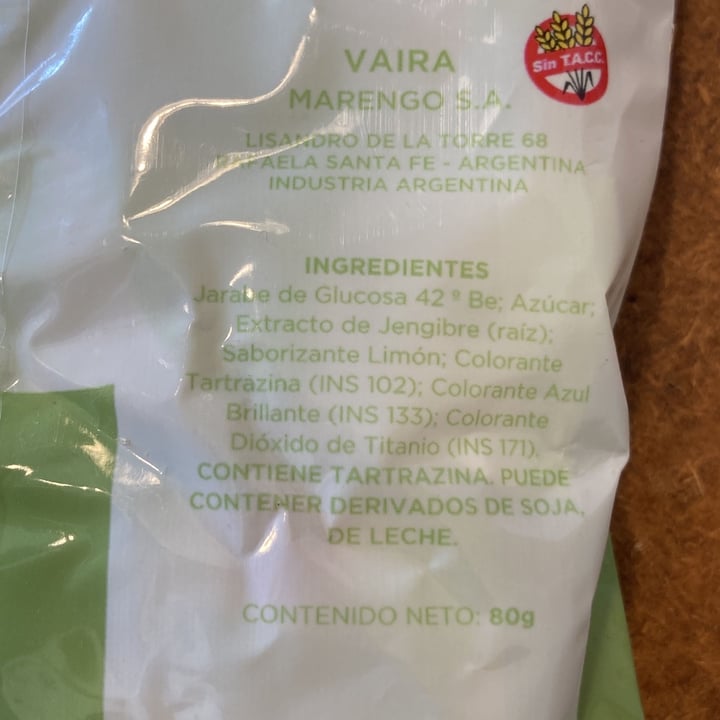 VAIRA
MARENGO S.A.
Sin T.A.C.C.
LISANDRO DE LA TORRE 68
RAFAELA SANTA FE - ARGENTINA
INDUSTRIA ARGENTINA
INGREDIENTES
Jarabe de Glucosa 42 º Be; Azúcar;
Extracto de Jengibre (raíz);
Saborizante Limón; Colorante
Tartrazina (INS 102); Colorante Azul
Brillante (INS 133); Colorante
Dióxido de Titanio (INS 171).
CONTIENE TARTRAZINA. PUEDE
CONTENER DERIVADOS DE SOJA,
DE LECHE.
CONTENIDO NETO: 80g